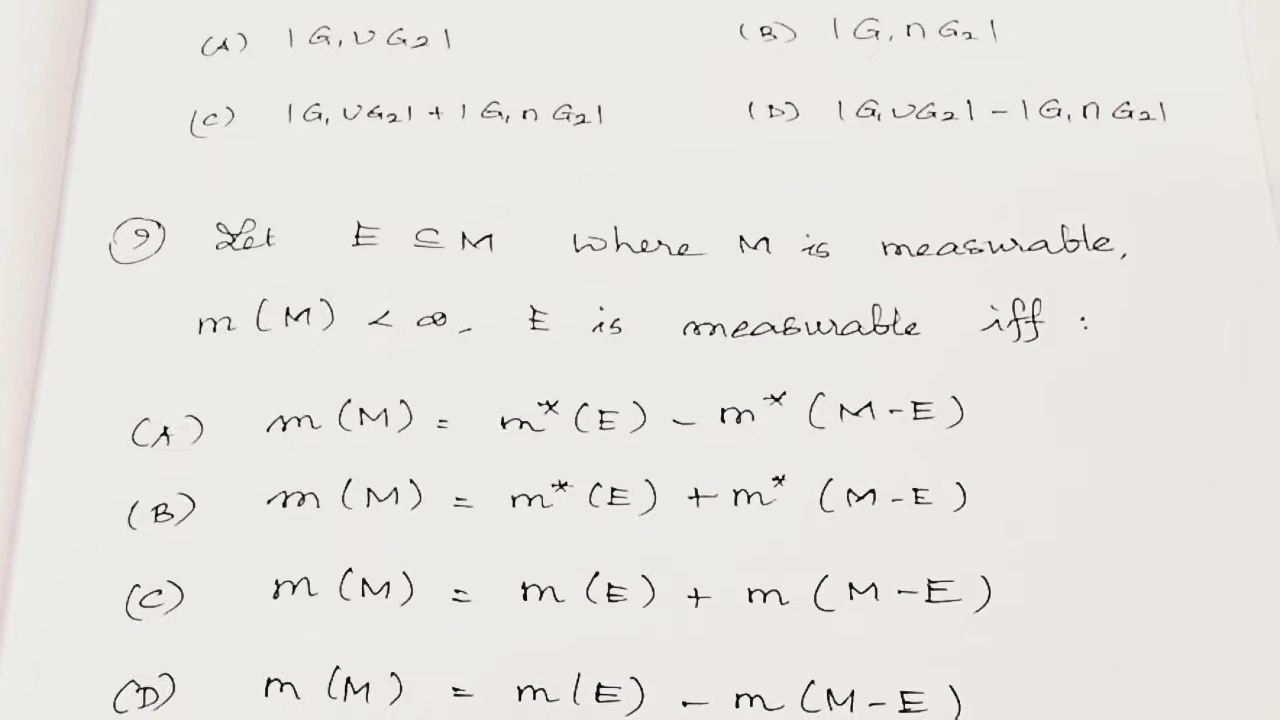 (A) |G₁∪G₂| (B) |G₁∩G₂|
(C) |G₁∪G₂| + |G₁∩G₂| (D) |G₁∪G₂| - |G₁∩G₂|
9 Let E ⊆ M where M is measurable,
m(M) < ∞. E is measurable iff :
(A) m(M) = m*(E) - m*(M-E)
(B) m(M) = m*(E) + m*(M-E)
(C) m(M) = m(E) + m(M-E)
(D) m(M) = m(E) - m(M-E)